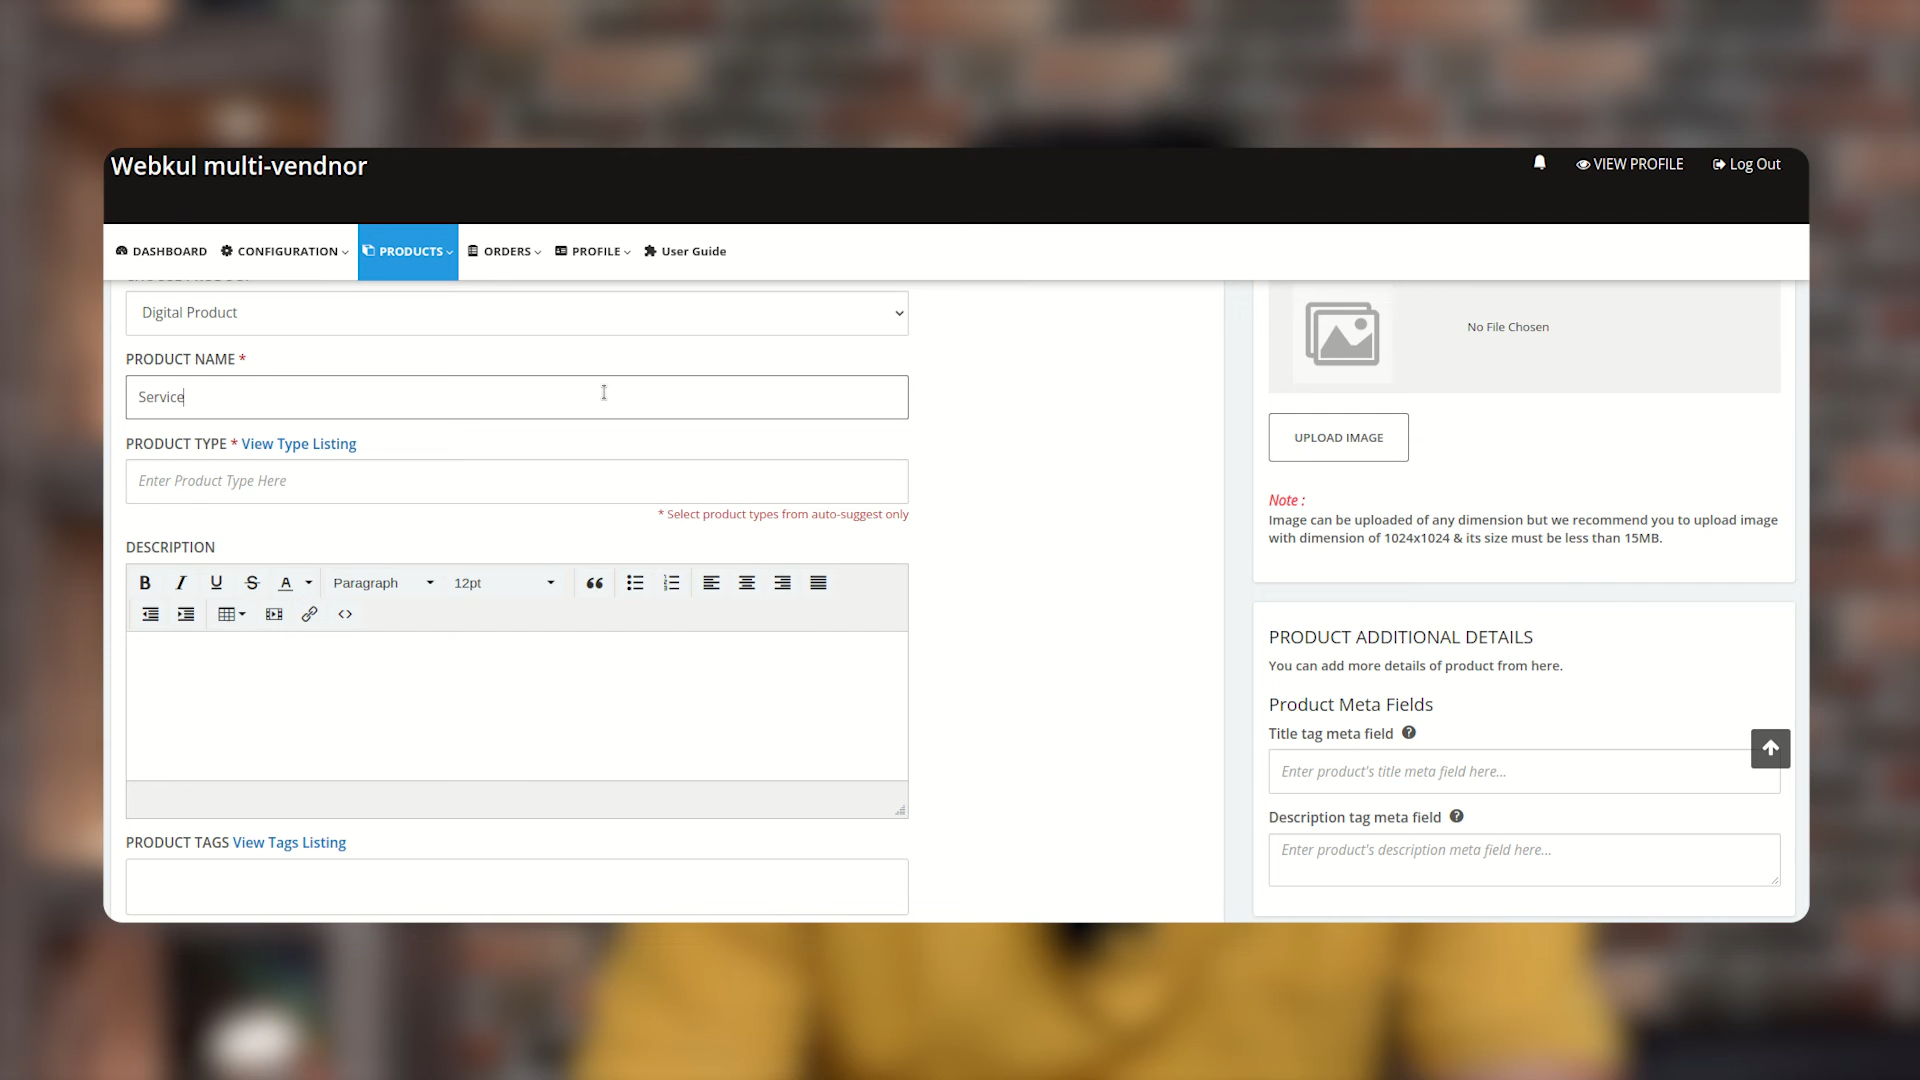 Webkul multi-vendnor
VIEW PROFILE
Log Out
DASHBOARD
CONFIGURATION
PRODUCTS
ORDERS
PROFILE
User Guide
Digital Product
PRODUCT NAME *
Service
PRODUCT TYPE * View Type Listing
Enter Product Type Here
* Select product types from auto-suggest only
DESCRIPTION
B I U S A Paragraph 12pt
PRODUCT TAGS View Tags Listing
No File Chosen
UPLOAD IMAGE
Note :
Image can be uploaded of any dimension but we recommend you to upload image
with dimension of 1024x1024 & its size must be less than 15MB.
PRODUCT ADDITIONAL DETAILS
You can add more details of product from here.
Product Meta Fields
Title tag meta field
Enter product's title meta field here...
Description tag meta field
Enter product's description meta field here...